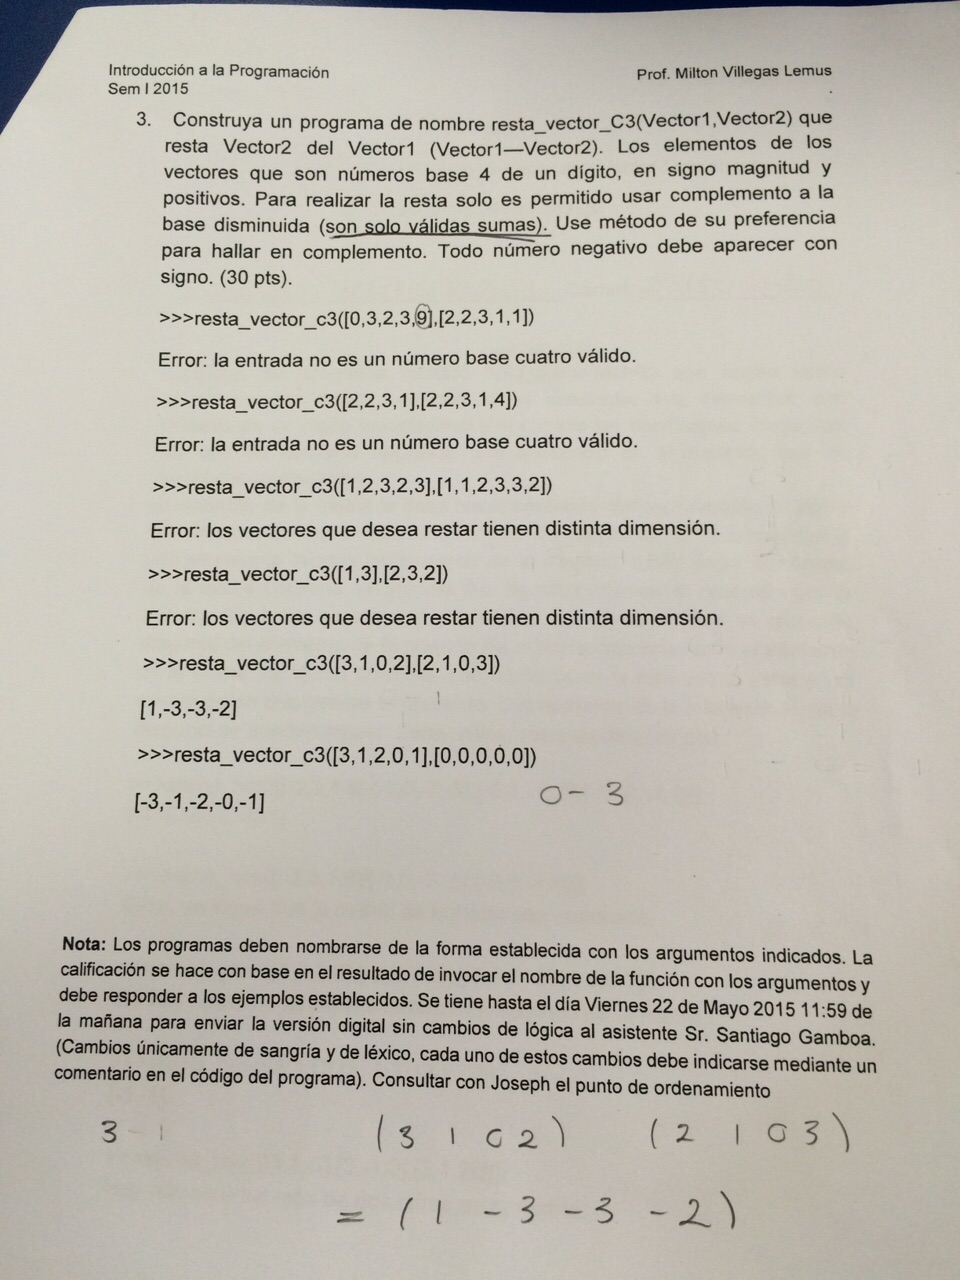 Introducción a la Programación
Prof. Milton Villegas Lemus
Sem I 2015
3. Construya un programa de nombre resta_vector_C3(Vector1,Vector2) que
resta Vector2 del Vector1 (Vector1—Vector2). Los elementos de los
vectores que son números base 4 de un dígito, en signo magnitud y
positivos. Para realizar la resta solo es permitido usar complemento a la
base disminuida (son solo válidas sumas). Use método de su preferencia
para hallar en complemento. Todo número negativo debe aparecer con
signo. (30 pts).
>>>resta_vector_c3([0,3,2,3,9],[2,2,3,1,1])
Error: la entrada no es un número base cuatro válido.
>>>resta_vector_c3([2,2,3,1],[2,2,3,1,4])
Error: la entrada no es un número base cuatro válido.
>>>resta_vector_c3([1,2,3,2,3],[1,1,2,3,3,2])
Error: los vectores que desea restar tienen distinta dimensión.
>>>resta_vector_c3([1,3],[2,3,2])
Error: los vectores que desea restar tienen distinta dimensión.
>>>resta_vector_c3([3,1,0,2],[2,1,0,3])
[1,-3,-3,-2]
>>>resta_vector_c3([3,1,2,0,1],[0,0,0,0,0])
[-3,-1,-2,-0,-1]
0 - 3
Nota: Los programas deben nombrarse de la forma establecida con los argumentos indicados. La
calificación se hace con base en el resultado de invocar el nombre de la función con los argumentos y
debe responder a los ejemplos establecidos. Se tiene hasta el día Viernes 22 de Mayo 2015 11:59 de
la mañana para enviar la versión digital sin cambios de lógica al asistente Sr. Santiago Gamboa.
(Cambios únicamente de sangría y de léxico, cada uno de estos cambios debe indicarse mediante un
comentario en el código del programa). Consultar con Joseph el punto de ordenamiento
3 - 1 (3 1 0 2) (2 1 0 3)
= (1 - 3 - 3 - 2)